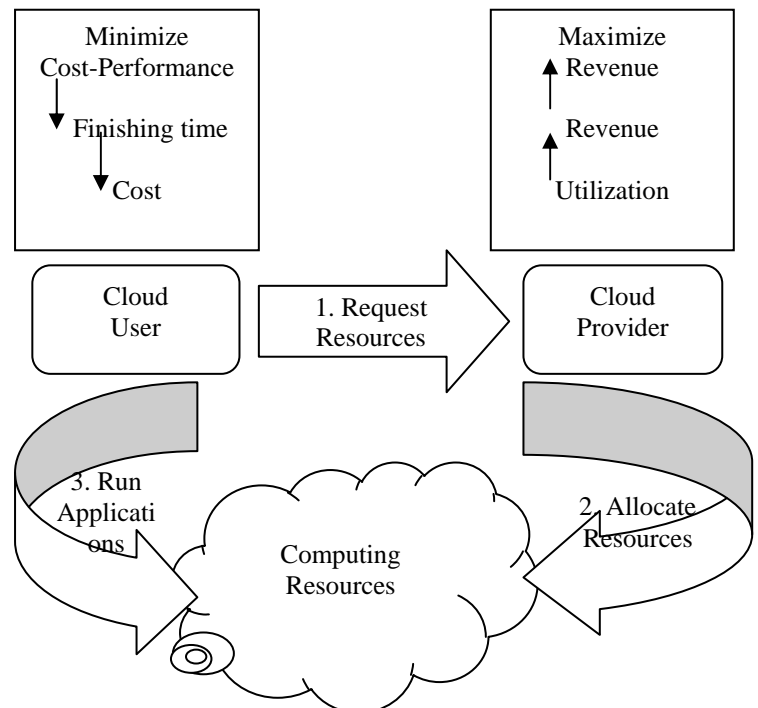 Minimize
Cost-Performance
Finishing time
Cost
Maximize
Revenue
Revenue
Utilization
Cloud
User
1. Request
Resources
Cloud
Provider
3. Run
Applicati
ons
Computing
Resources
2. Allocate
Resources